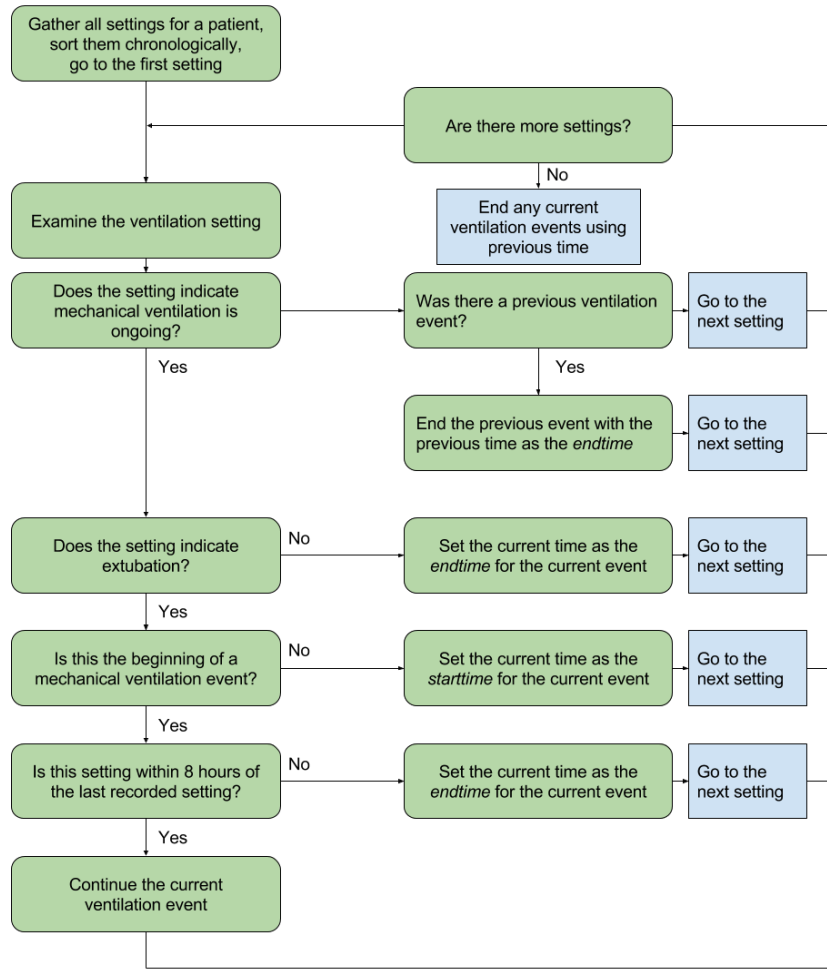 Gather all settings for a patient,
sort them chronologically,
go to the first setting
Are there more settings?
No
Examine the ventilation setting
End any current
ventilation events using
previous time
Does the setting indicate
mechanical ventilation is
ongoing?
Was there a previous ventilation
event?
Go to the
next setting
Yes
Yes
End the previous event with the
previous time as the endtime
Go to the
next setting
Does the setting indicate
extubation?
No
Set the current time as the
endtime for the current event
Go to the
next setting
Yes
Is this the beginning of a
mechanical ventilation event?
No
Set the current time as the
starttime for the current event
Go to the
next setting
Yes
Is this setting within 8 hours of
the last recorded setting?
No
Set the current time as the
endtime for the current event
Go to the
next setting
Yes
Continue the current
ventilation event